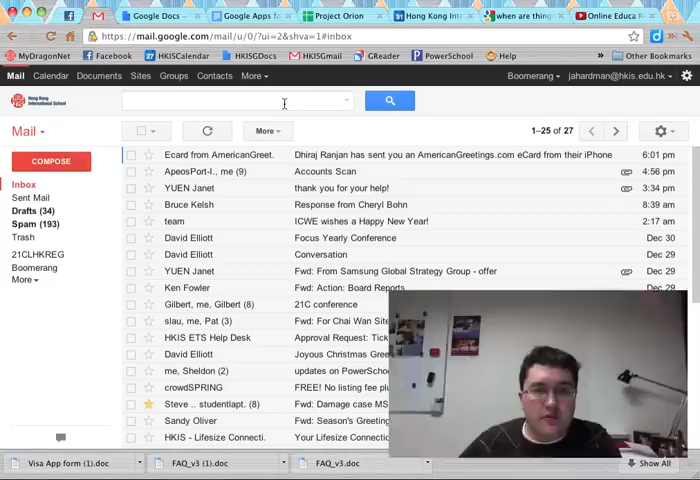 Google Docs –
Google Apps fo
Project Orion
Hong Kong Inte
when are thing
Online Educa R
https://mail.google.com/mail/u/0/?ui=2&shva=1#inbox
MyDragonNet Facebook HKISCalendar HKISGDocs HKISGmail GReader PowerSchool Help » Other Bookmarks
Mail Calendar Documents Sites Groups Contacts More Boomerang jahardman@hkis.edu.hk
Hong Kong
International School
Mail More 1–25 of 27
COMPOSE
Inbox
Sent Mail
Drafts (34)
Spam (193)
Trash
21CLHKREG
Boomerang
More
Ecard from AmericanGreet. Dhiraj Ranjan has sent you an AmericanGreetings.com eCard from their iPhone 6:01 pm
ApeosPort-I., me (9) Accounts Scan 4:56 pm
YUEN Janet thank you for your help! 3:34 pm
Bruce Kelsh Response from Cheryl Bohn 8:39 am
team ICWE wishes a Happy New Year! 2:17 am
David Elliott Focus Yearly Conference Dec 30
David Elliott Conversation Dec 29
YUEN Janet Fwd: From Samsung Global Strategy Group - offer Dec 29
Ken Fowler Fwd: Action: Board Reports Dec 29
Gilbert, me, Gilbert (8) 21C conference
slau, me, Pat (3) Fwd: For Chai Wan Site
HKIS ETS Help Desk Approval Request: Tick
David Elliott Joyous Christmas Gree
me, Sheldon (2) updates on PowerScho
crowdSPRING FREE! No listing fee plu
Steve .. studentlapt. (8) Fwd: Damage case MS
Sandy Oliver Fwd: Season's Greeting
HKIS - Lifesize Connecti. Your Lifesize Connecti
Visa App form (1).doc FAQ_v3 (1).doc FAQ_v3.doc Show All